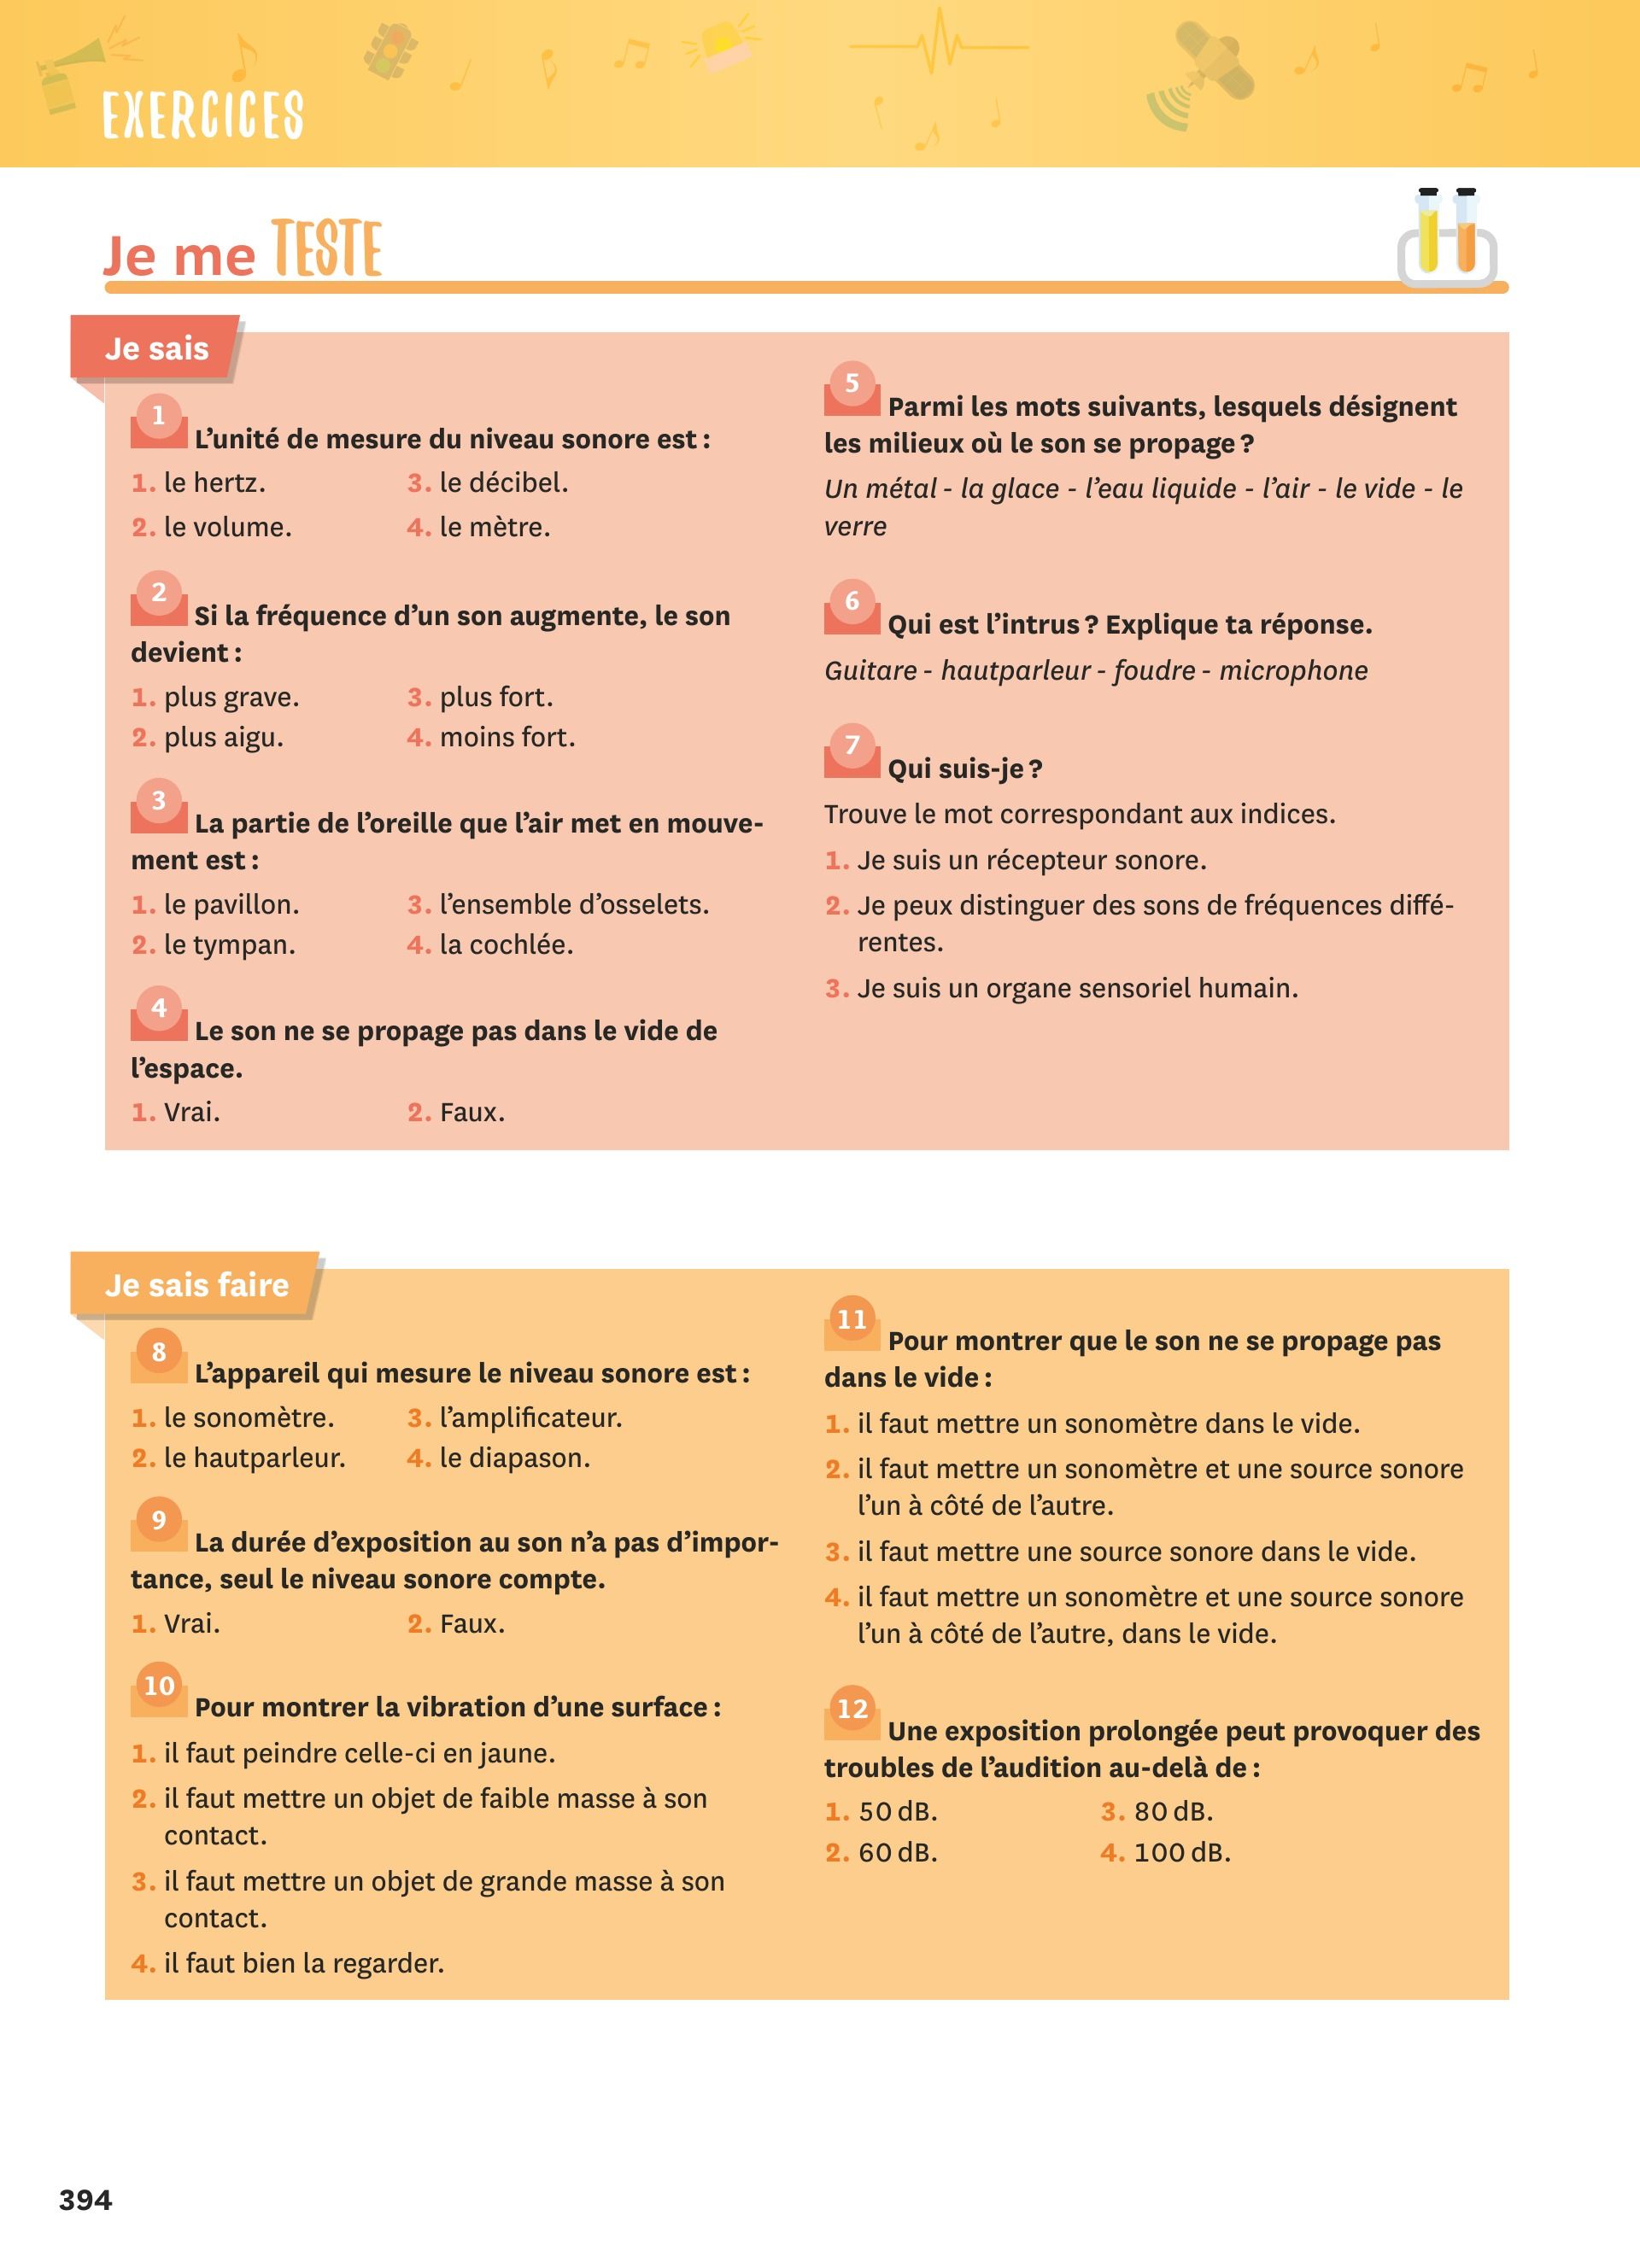 EXERCICES
Je me TESTE
Je sais
1 L’unité de mesure du niveau sonore est :
1. le hertz.
2. le volume.
3. le décibel.
4. le mètre.
2 Si la fréquence d’un son augmente, le son
devient :
1. plus grave.
2. plus aigu.
3. plus fort.
4. moins fort.
3 La partie de l’oreille que l’air met en mouve-
ment est :
1. le pavillon.
2. le tympan.
3. l’ensemble d’osselets.
4. la cochlée.
4 Le son ne se propage pas dans le vide de
l’espace.
1. Vrai.
2. Faux.
5 Parmi les mots suivants, lesquels désignent
les milieux où le son se propage ?
Un métal - la glace - l’eau liquide - l’air - le vide - le
verre
6 Qui est l’intrus ? Explique ta réponse.
Guitare - hautparleur - foudre - microphone
7 Qui suis-je ?
Trouve le mot correspondant aux indices.
1. Je suis un récepteur sonore.
2. Je peux distinguer des sons de fréquences diffé-
rentes.
3. Je suis un organe sensoriel humain.
Je sais faire
8 L’appareil qui mesure le niveau sonore est :
1. le sonomètre.
2. le hautparleur.
3. l’amplificateur.
4. le diapason.
9 La durée d’exposition au son n’a pas d’impor-
tance, seul le niveau sonore compte.
1. Vrai.
2. Faux.
10 Pour montrer la vibration d’une surface :
1. il faut peindre celle-ci en jaune.
2. il faut mettre un objet de faible masse à son
contact.
3. il faut mettre un objet de grande masse à son
contact.
4. il faut bien la regarder.
11 Pour montrer que le son ne se propage pas
dans le vide :
1. il faut mettre un sonomètre dans le vide.
2. il faut mettre un sonomètre et une source sonore
l’un à côté de l’autre.
3. il faut mettre une source sonore dans le vide.
4. il faut mettre un sonomètre et une source sonore
l’un à côté de l’autre, dans le vide.
12 Une exposition prolongée peut provoquer des
troubles de l’audition au-delà de :
1. 50 dB.
2. 60 dB.
3. 80 dB.
4. 100 dB.
394